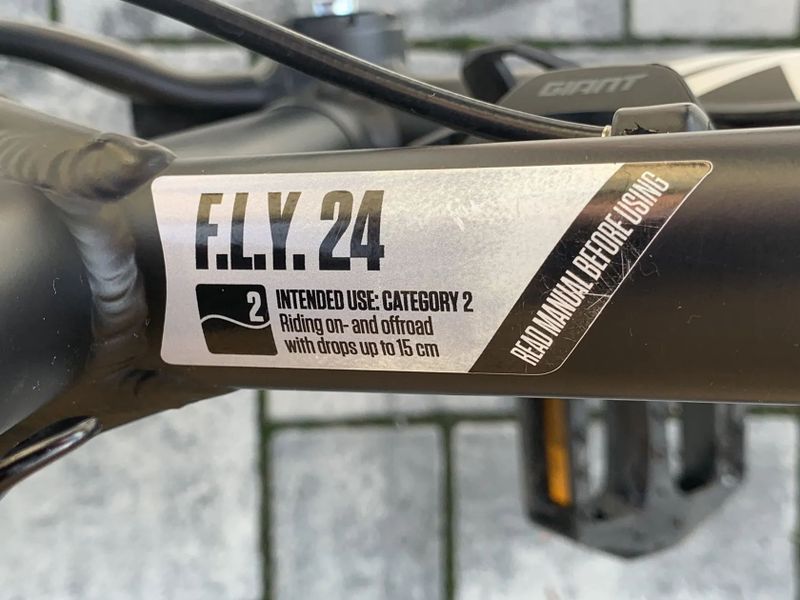 GIANT
F.L.Y. 24
2
INTENDED USE: CATEGORY 2
Riding on- and offroad
with drops up to 15 cm
READ MANUAL BEFORE USING